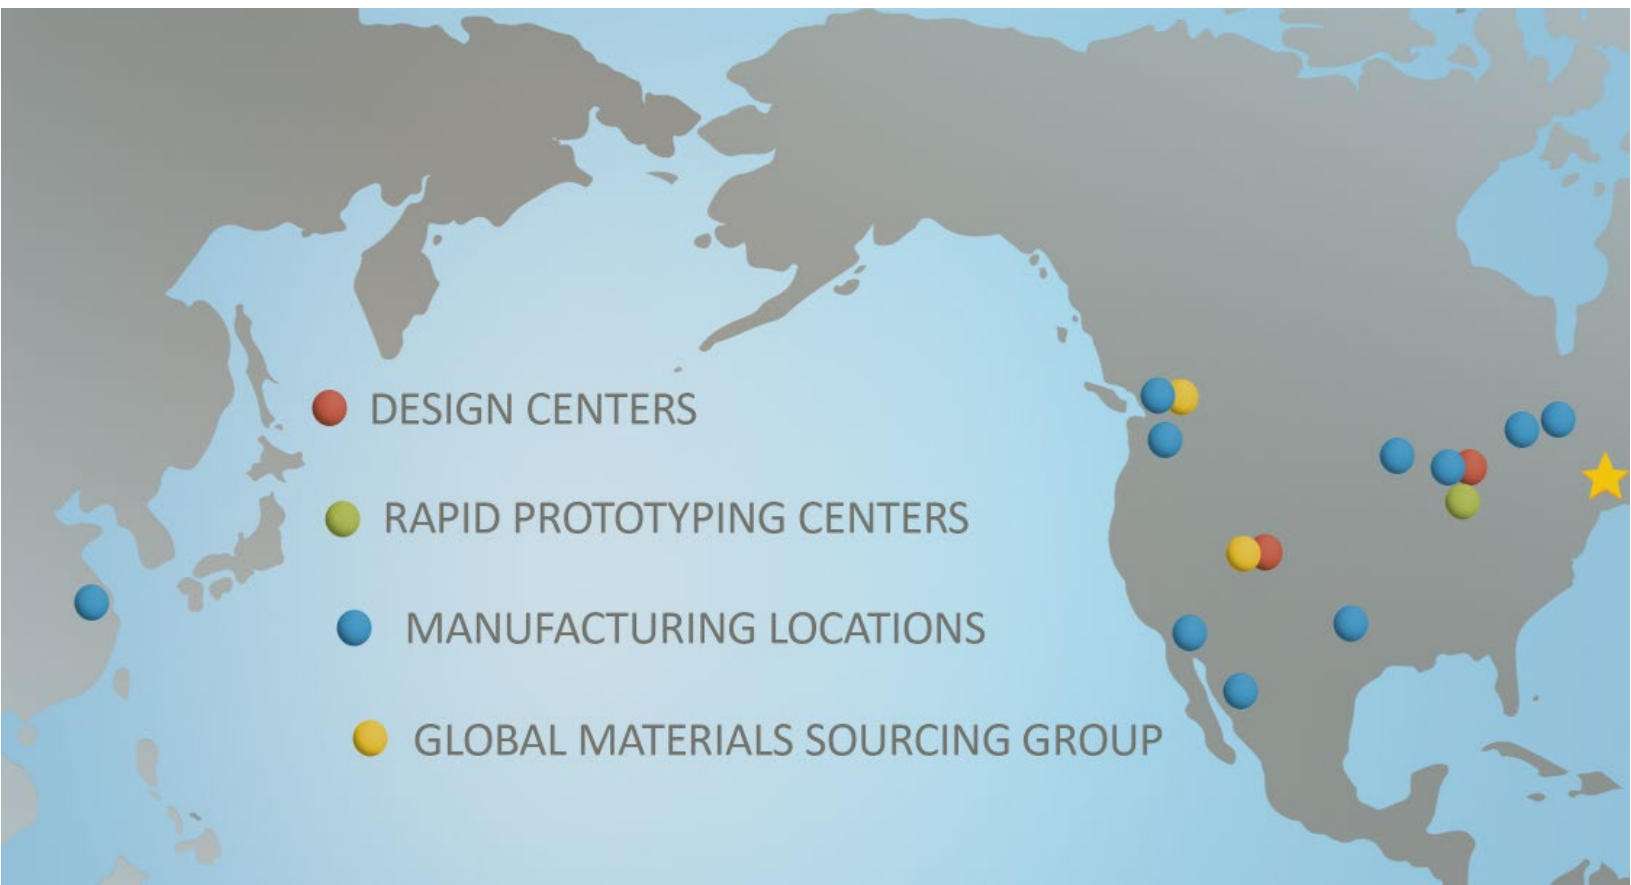 DESIGN CENTERS
RAPID PROTOTYPING CENTERS
MANUFACTURING LOCATIONS
GLOBAL MATERIALS SOURCING GROUP